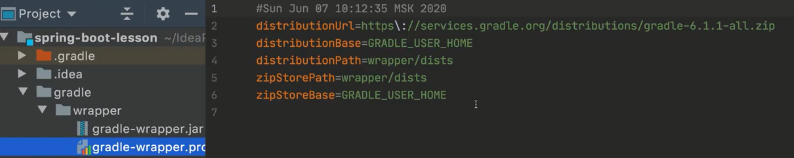 Project
spring-boot-lesson ~/IdeaP
.gradle
.idea
gradle
wrapper
gradle-wrapper.jar
gradle-wrapper.pro
1 #Sun Jun 07 10:12:35 MSK 2020
2 distributionUrl=https\://services.gradle.org/distributions/gradle-6.1.1-all.zip
3 distributionBase=GRADLE_USER_HOME
4 distributionPath=wrapper/dists
5 zipStorePath=wrapper/dists
6 zipStoreBase=GRADLE_USER_HOME
7